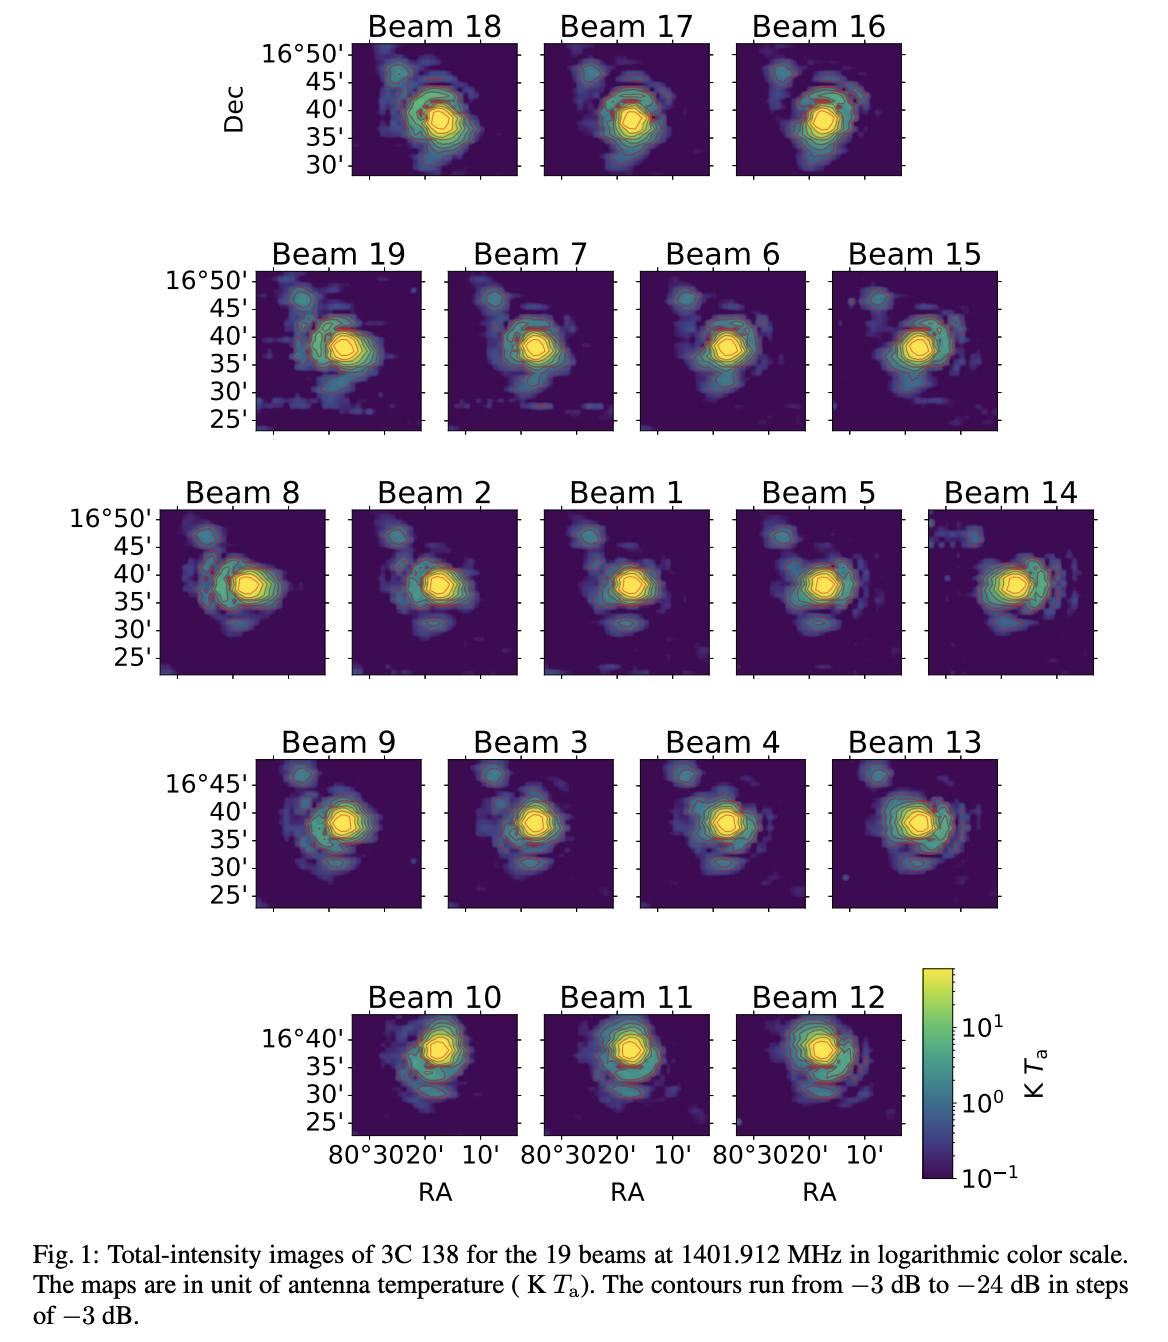 Beam 18 Beam 17 Beam 16
16°50'
45'
40'
35'
30'
Dec
Beam 19 Beam 7 Beam 6 Beam 15
16°50'
45'
40'
35'
30'
25'
Beam 8 Beam 2 Beam 1 Beam 5 Beam 14
16°50'
45'
40'
35'
30'
25'
Beam 9 Beam 3 Beam 4 Beam 13
16°45'
40'
35'
30'
25'
Beam 10 Beam 11 Beam 12
16°40'
35'
30'
25'
80°30' 20' 10' 80°30' 20' 10' 80°30' 20' 10'
RA RA RA
10¹
10⁰
10⁻¹
K Tₐ
Fig. 1: Total-intensity images of 3C 138 for the 19 beams at 1401.912 MHz in logarithmic color scale.
The maps are in unit of antenna temperature ( K Tₐ). The contours run from −3 dB to −24 dB in steps
of −3 dB.